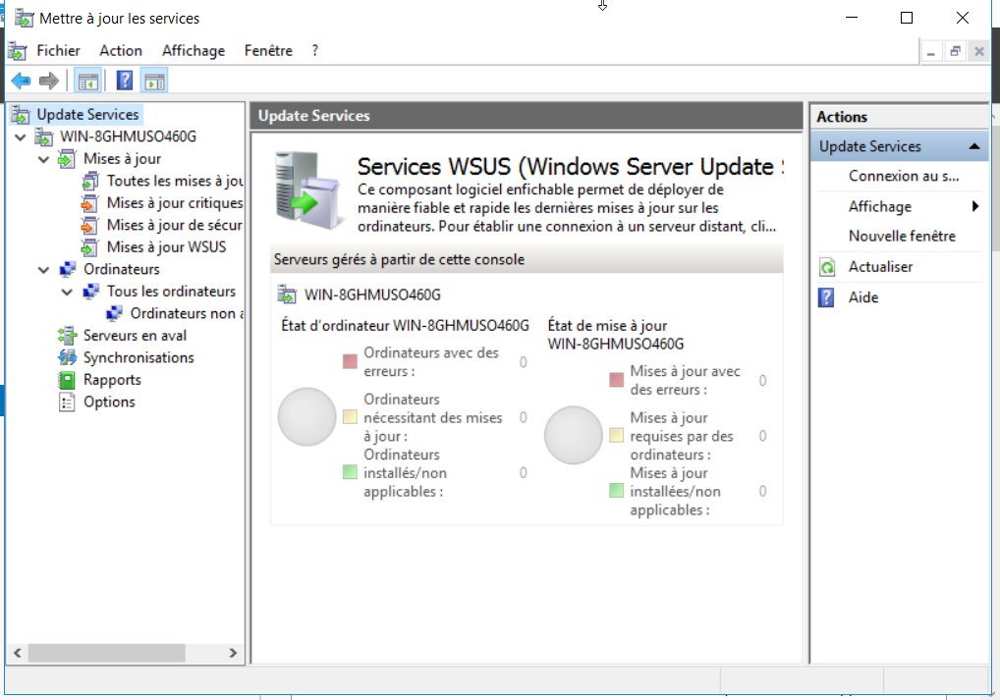 Mettre à jour les services
Fichier Action Affichage Fenêtre ?
Update Services
WIN-8GHMUSO460G
Mises à jour
Toutes les mises à jou
Mises à jour critiques
Mises à jour de sécur
Mises à jour WSUS
Ordinateurs
Tous les ordinateurs
Ordinateurs non a
Serveurs en aval
Synchronisations
Rapports
Options
Update Services
Services WSUS (Windows Server Update S
Ce composant logiciel enfichable permet de déployer de
manière fiable et rapide les dernières mises à jour sur les
ordinateurs. Pour établir une connexion à un serveur distant, cli...
Serveurs gérés à partir de cette console
WIN-8GHMUSO460G
État d'ordinateur WIN-8GHMUSO460G
Ordinateurs avec des
erreurs : 0
Ordinateurs
nécessitant des mises 0
à jour :
Ordinateurs
installés/non 0
applicables :
État de mise à jour
WIN-8GHMUSO460G
Mises à jour avec
des erreurs : 0
Mises à jour
requises par des 0
ordinateurs :
Mises à jour
installées/non 0
applicables :
Actions
Update Services
Connexion au s...
Affichage
Nouvelle fenêtre
Actualiser
Aide